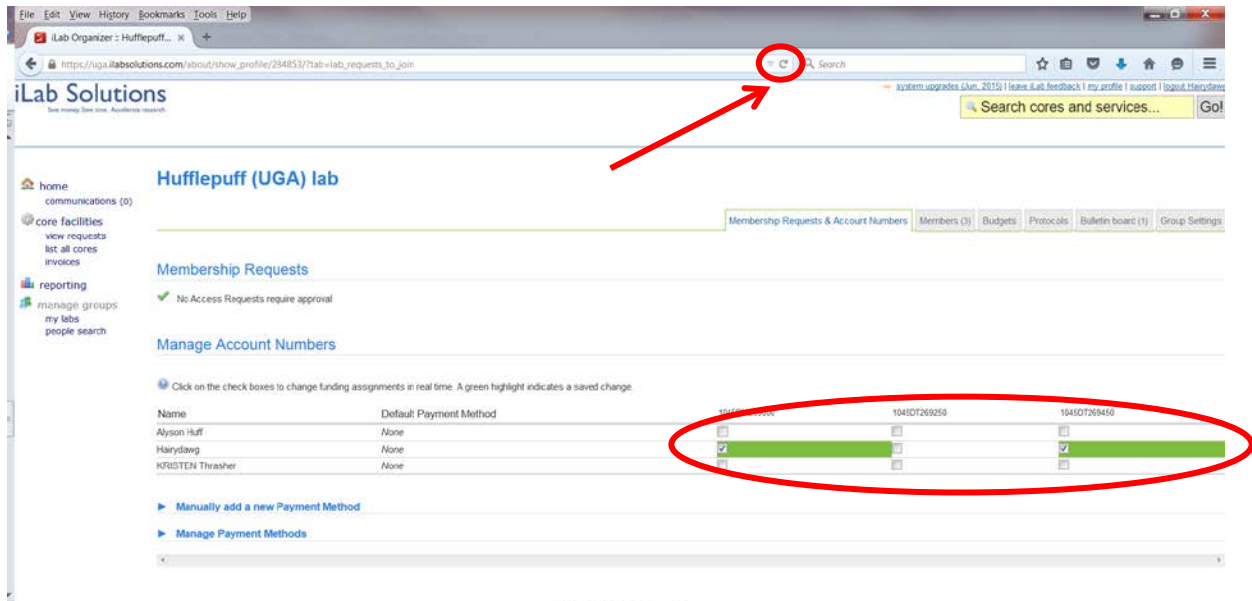 File Edit View History Bookmarks Tools Help
iLab Organizer :: Hufflepuff... × +
https://uga.ilabsolutions.com/about/show_profile/284853/?tab=lab_requests_to_join Search
iLab Solutions
Save money. Save time. Accelerate research.
system upgrades (Jun, 2015) | leave iLab feedback | my profile | support | logout Hairydawg
Search cores and services... Go!
home
communications (0)
core facilities
view requests
list all cores
invoices
reporting
manage groups
my labs
people search
Hufflepuff (UGA) lab
Membership Requests & Account Numbers Members (3) Budgets Protocols Bulletin board (1) Group Settings
Membership Requests
No Access Requests require approval
Manage Account Numbers
Click on the check boxes to change funding assignments in real time. A green highlight indicates a saved change.
Name Default Payment Method 1045DT269250 1045DT269450
Alyson Huff None
Hairydawg None
KRISTEN Thrasher None
Manually add a new Payment Method
Manage Payment Methods